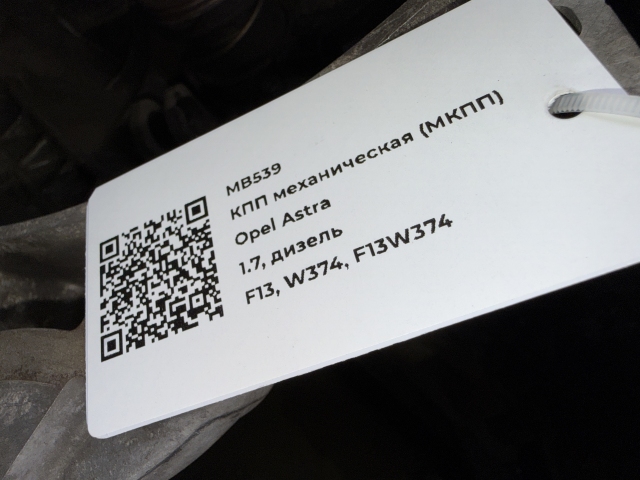 MB539
КПП механическая (МКПП)
Opel Astra
1.7, дизель
F13, W374, F13W374